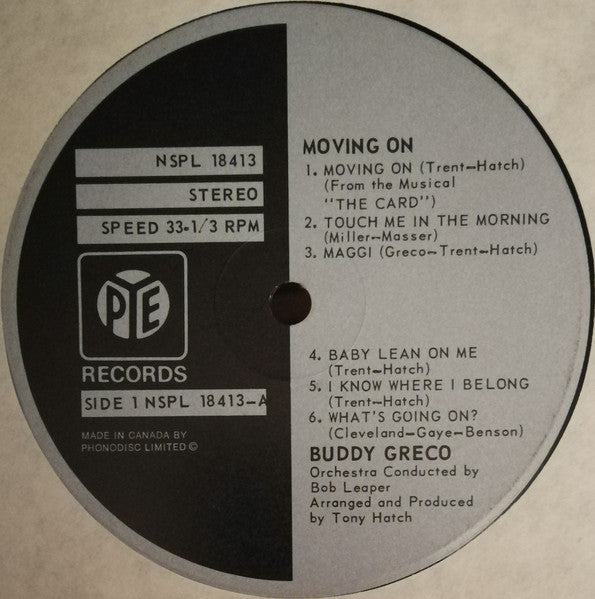 NSPL 18413
STEREO
SPEED 33-1/3 RPM
PYE
RECORDS
SIDE 1 NSPL 18413-A
MADE IN CANADA BY
PHONODISC LIMITED ©
MOVING ON
1. MOVING ON (Trent-Hatch)
(From the Musical
"THE CARD")
2. TOUCH ME IN THE MORNING
(Miller-Masser)
3. MAGGI (Greco-Trent-Hatch)
4. BABY LEAN ON ME
(Trent-Hatch)
5. I KNOW WHERE I BELONG
(Trent-Hatch)
6. WHAT'S GOING ON?
(Cleveland-Gaye-Benson)
BUDDY GRECO
Orchestra Conducted by
Bob Leaper
Arranged and Produced
by Tony Hatch